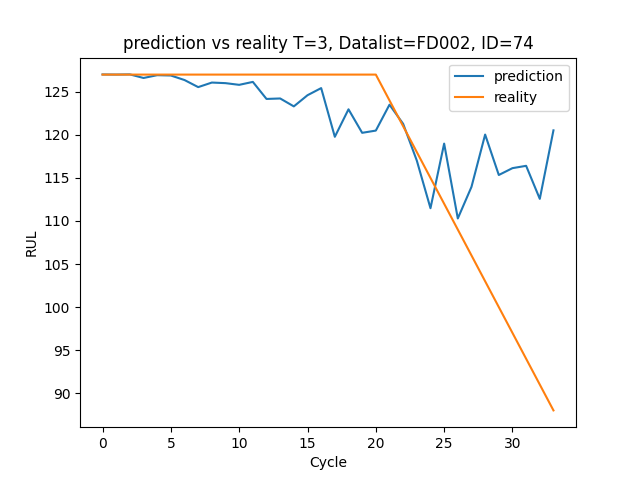 prediction vs reality T=3, Datalist=FD002, ID=74
prediction
reality
RUL
125
120
115
110
105
100
95
90
0 5 10 15 20 25 30
Cycle